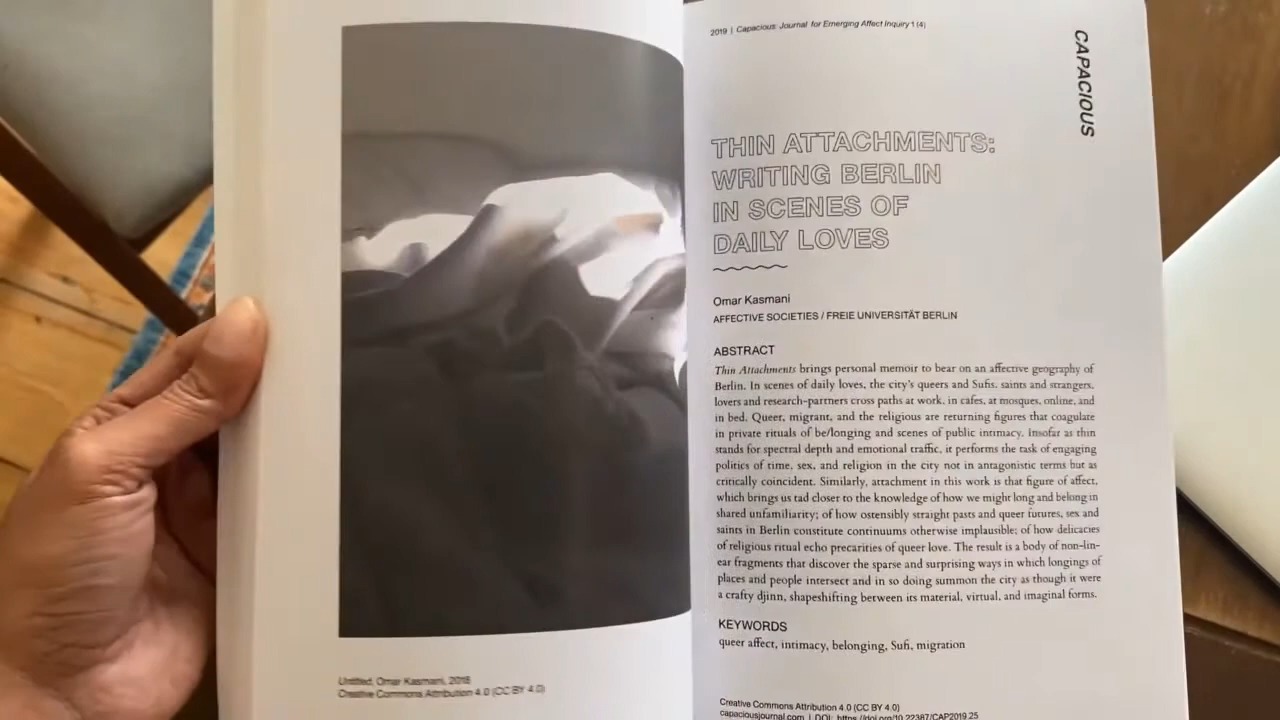 Untitled, Omar Kasmani, 2018
Creative Commons Attribution 4.0 (CC BY 4.0)
2019 | Capacious: Journal for Emerging Affect Inquiry 1 (4)
CAPACIOUS
THIN ATTACHMENTS:
WRITING BERLIN
IN SCENES OF
DAILY LOVES
Omar Kasmani
AFFECTIVE SOCIETIES / FREIE UNIVERSITÄT BERLIN
ABSTRACT
Thin Attachments brings personal memoir to bear on an affective geography of
Berlin. In scenes of daily loves, the city's queers and Sufis, saints and strangers,
lovers and research-partners cross paths at work, in cafes, at mosques, online, and
in bed. Queer, migrant, and the religious are returning figures that coagulate
in private rituals of be/longing and scenes of public intimacy. Insofar as thin
stands for spectral depth and emotional traffic, it performs the task of engaging
politics of time, sex, and religion in the city not in antagonistic terms but as
critically coincident. Similarly, attachment in this work is that figure of affect,
which brings us tad closer to the knowledge of how we might long and belong in
shared unfamiliarity; of how ostensibly straight pasts and queer futures, sex and
saints in Berlin constitute continuums otherwise implausible; of how delicacies
of religious ritual echo precarities of queer love. The result is a body of non-lin-
ear fragments that discover the sparse and surprising ways in which longings of
places and people intersect and in so doing summon the city as though it were
a crafty djinn, shapeshifting between its material, virtual, and imaginal forms.
KEYWORDS
queer affect, intimacy, belonging, Sufi, migration
Creative Commons Attribution 4.0 (CC BY 4.0)
capaciousjournal.com | DOI: https://doi.org/10.22387/CAP2019.25